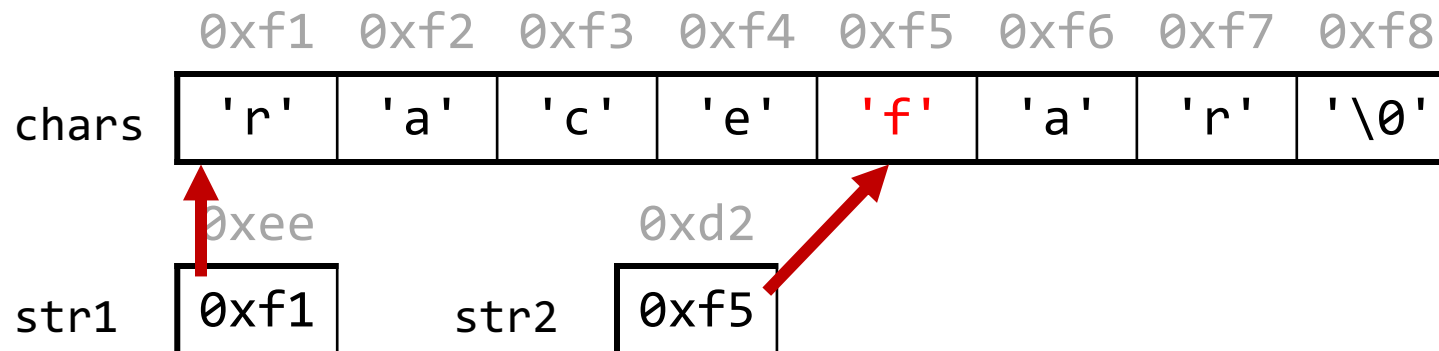 0xf1 0xf2 0xf3 0xf4 0xf5 0xf6 0xf7 0xf8
chars 'r' 'a' 'c' 'e' 'f' 'a' 'r' '\0'
0xee 0xd2
str1 0xf1 str2 0xf5